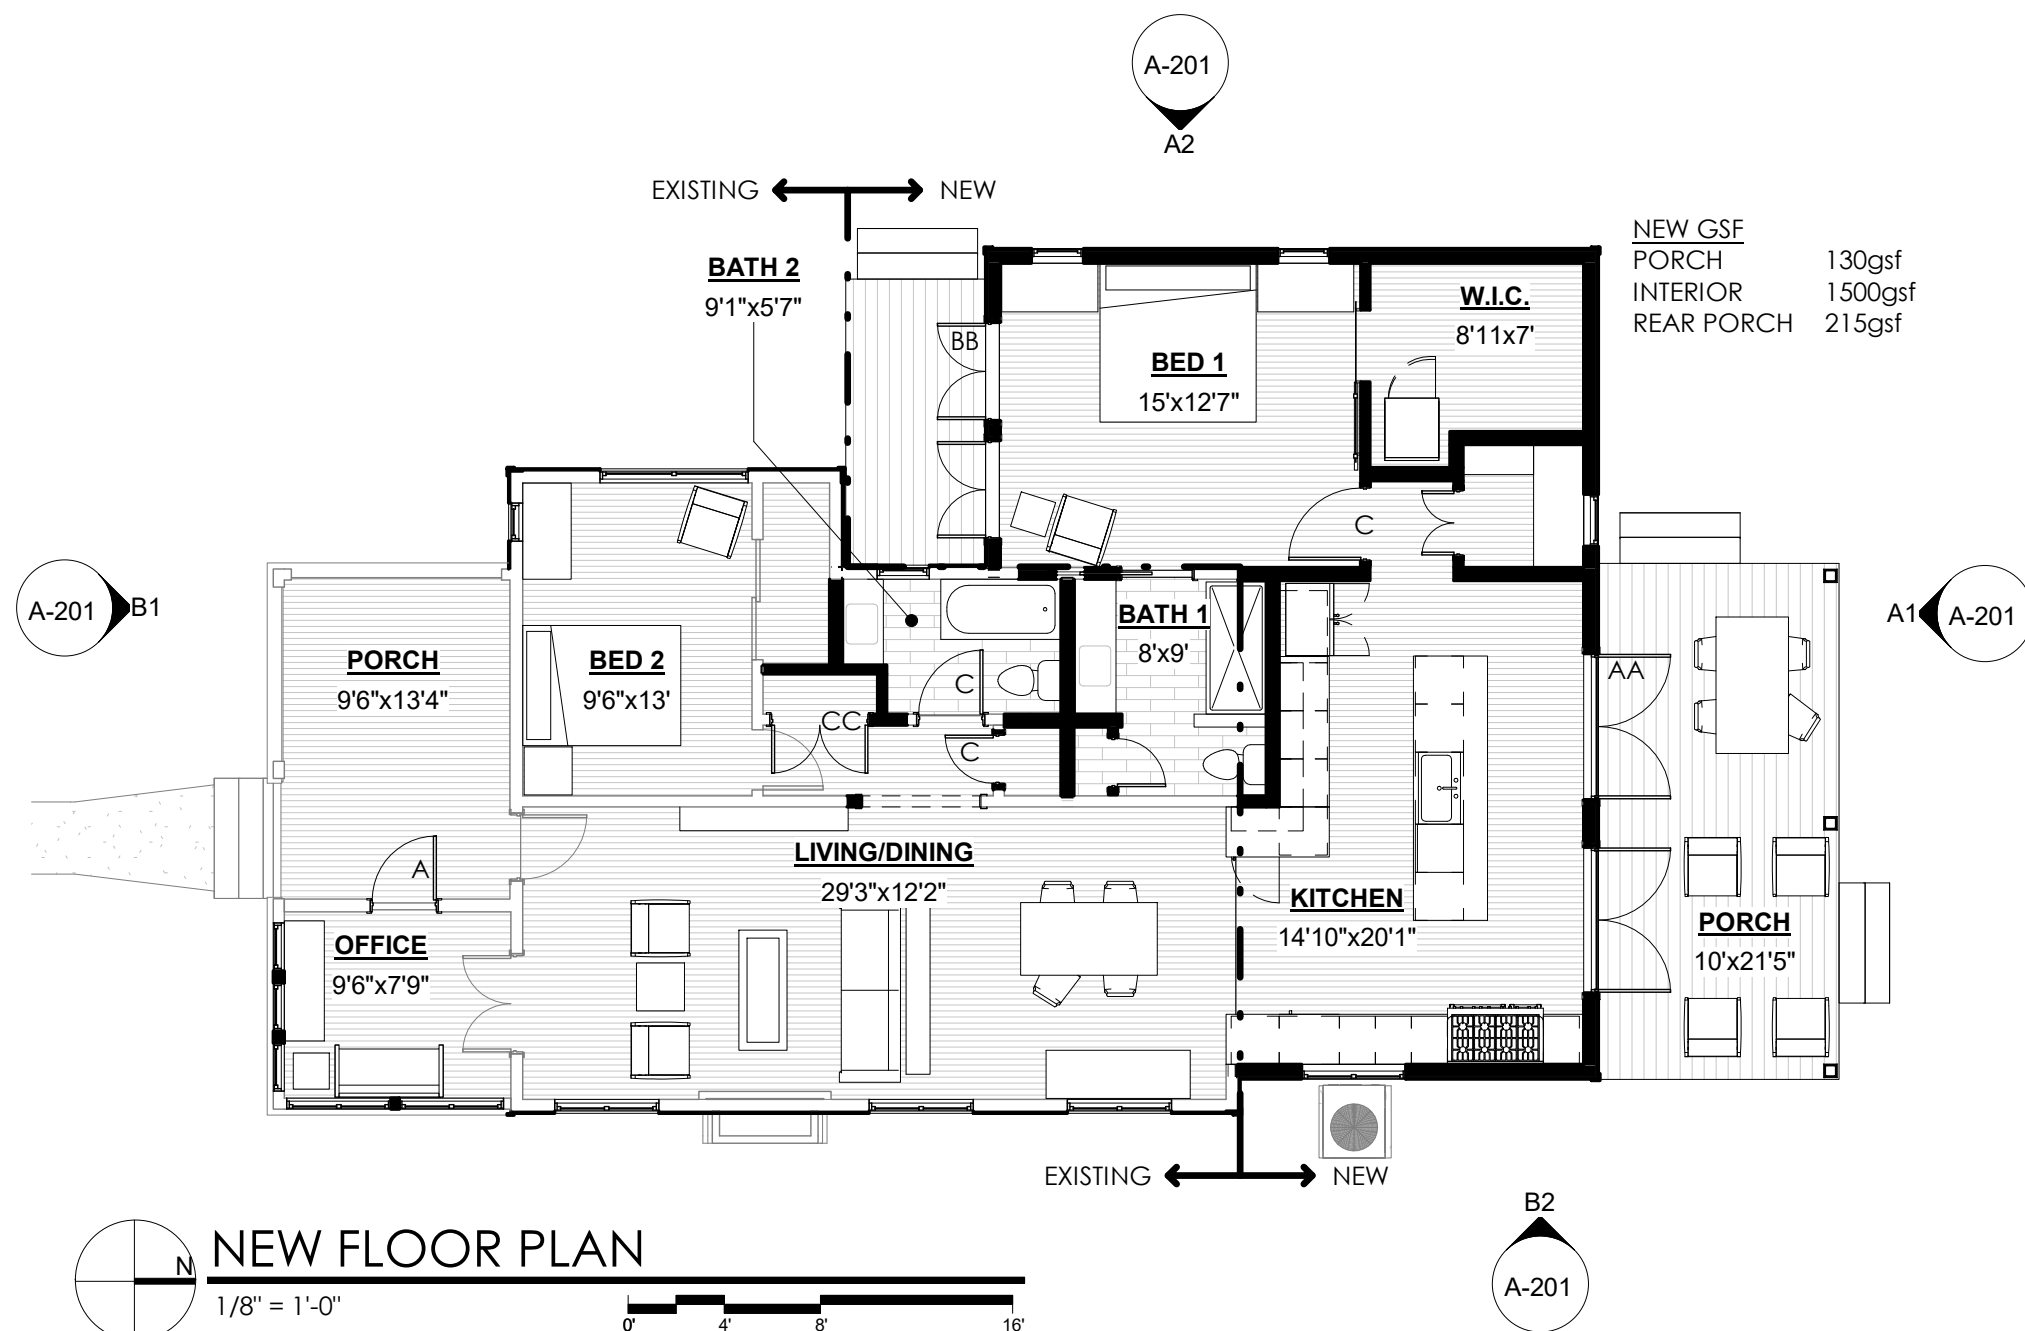 A-201
A2
EXISTING
NEW
NEW GSF
PORCH 130gsf
INTERIOR 1500gsf
REAR PORCH 215gsf
BATH 2
9'1"x5'7"
BB
BED 1
15'x12'7"
W.I.C.
8'11x7'
C
A-201
B1
PORCH
9'6"x13'4"
BED 2
9'6"x13'
BATH 1
8'x9'
C
CC
C
AA
A1
A-201
A
LIVING/DINING
29'3"x12'2"
OFFICE
9'6"x7'9"
KITCHEN
14'10"x20'1"
PORCH
10'x21'5"
EXISTING
NEW
B2
A-201
N
NEW FLOOR PLAN
1/8" = 1'-0"
0' 4' 8' 16'